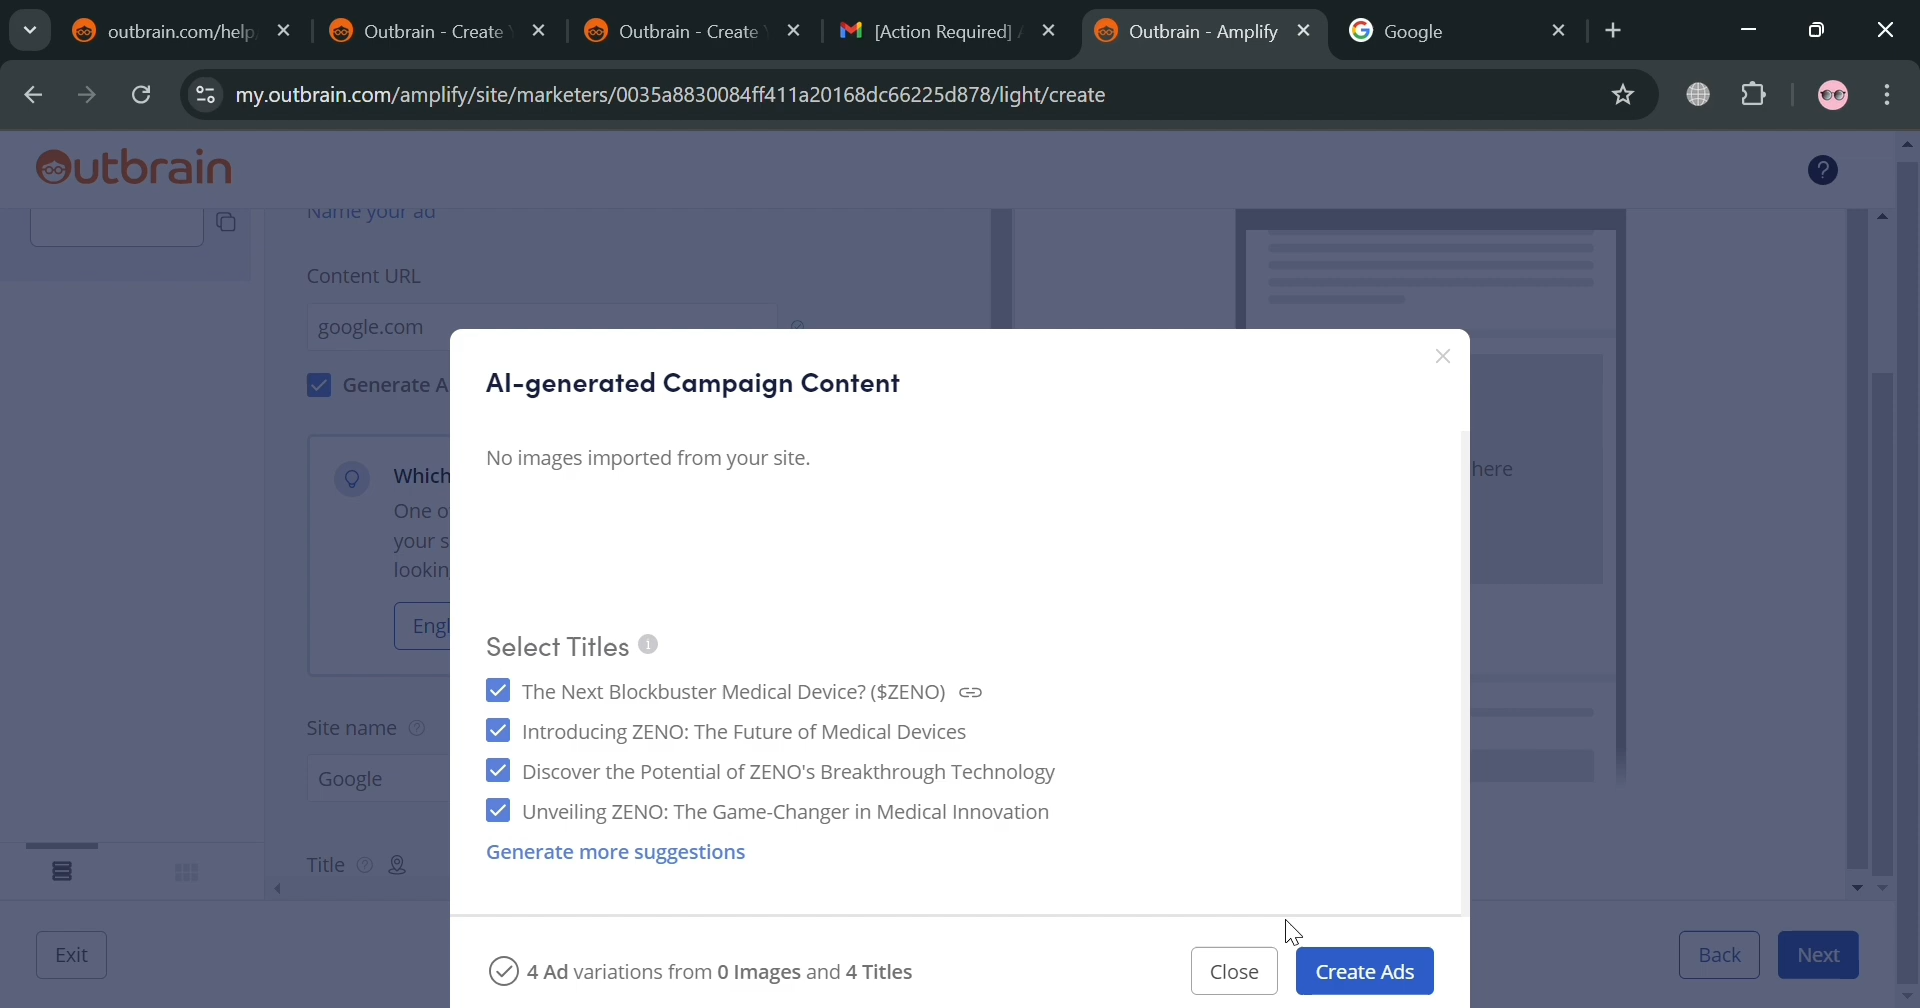 outbrain.com/help
Outbrain - Create
Outbrain - Create
[Action Required]
Outbrain - Amplify
Google
my.outbrain.com/amplify/site/marketers/0035a8830084ff411a20168dc66225d878/light/create
Outbrain
?
Name your ad
Content URL
google.com
Generate A
AI-generated Campaign Content
No images imported from your site.
here
Which
One o
your s
lookin
Engl
Select Titles
The Next Blockbuster Medical Device? ($ZENO)
Introducing ZENO: The Future of Medical Devices
Discover the Potential of ZENO's Breakthrough Technology
Unveiling ZENO: The Game-Changer in Medical Innovation
Generate more suggestions
Site name
Google
Title
Exit
4 Ad variations from 0 Images and 4 Titles
Close
Create Ads
Back
Next